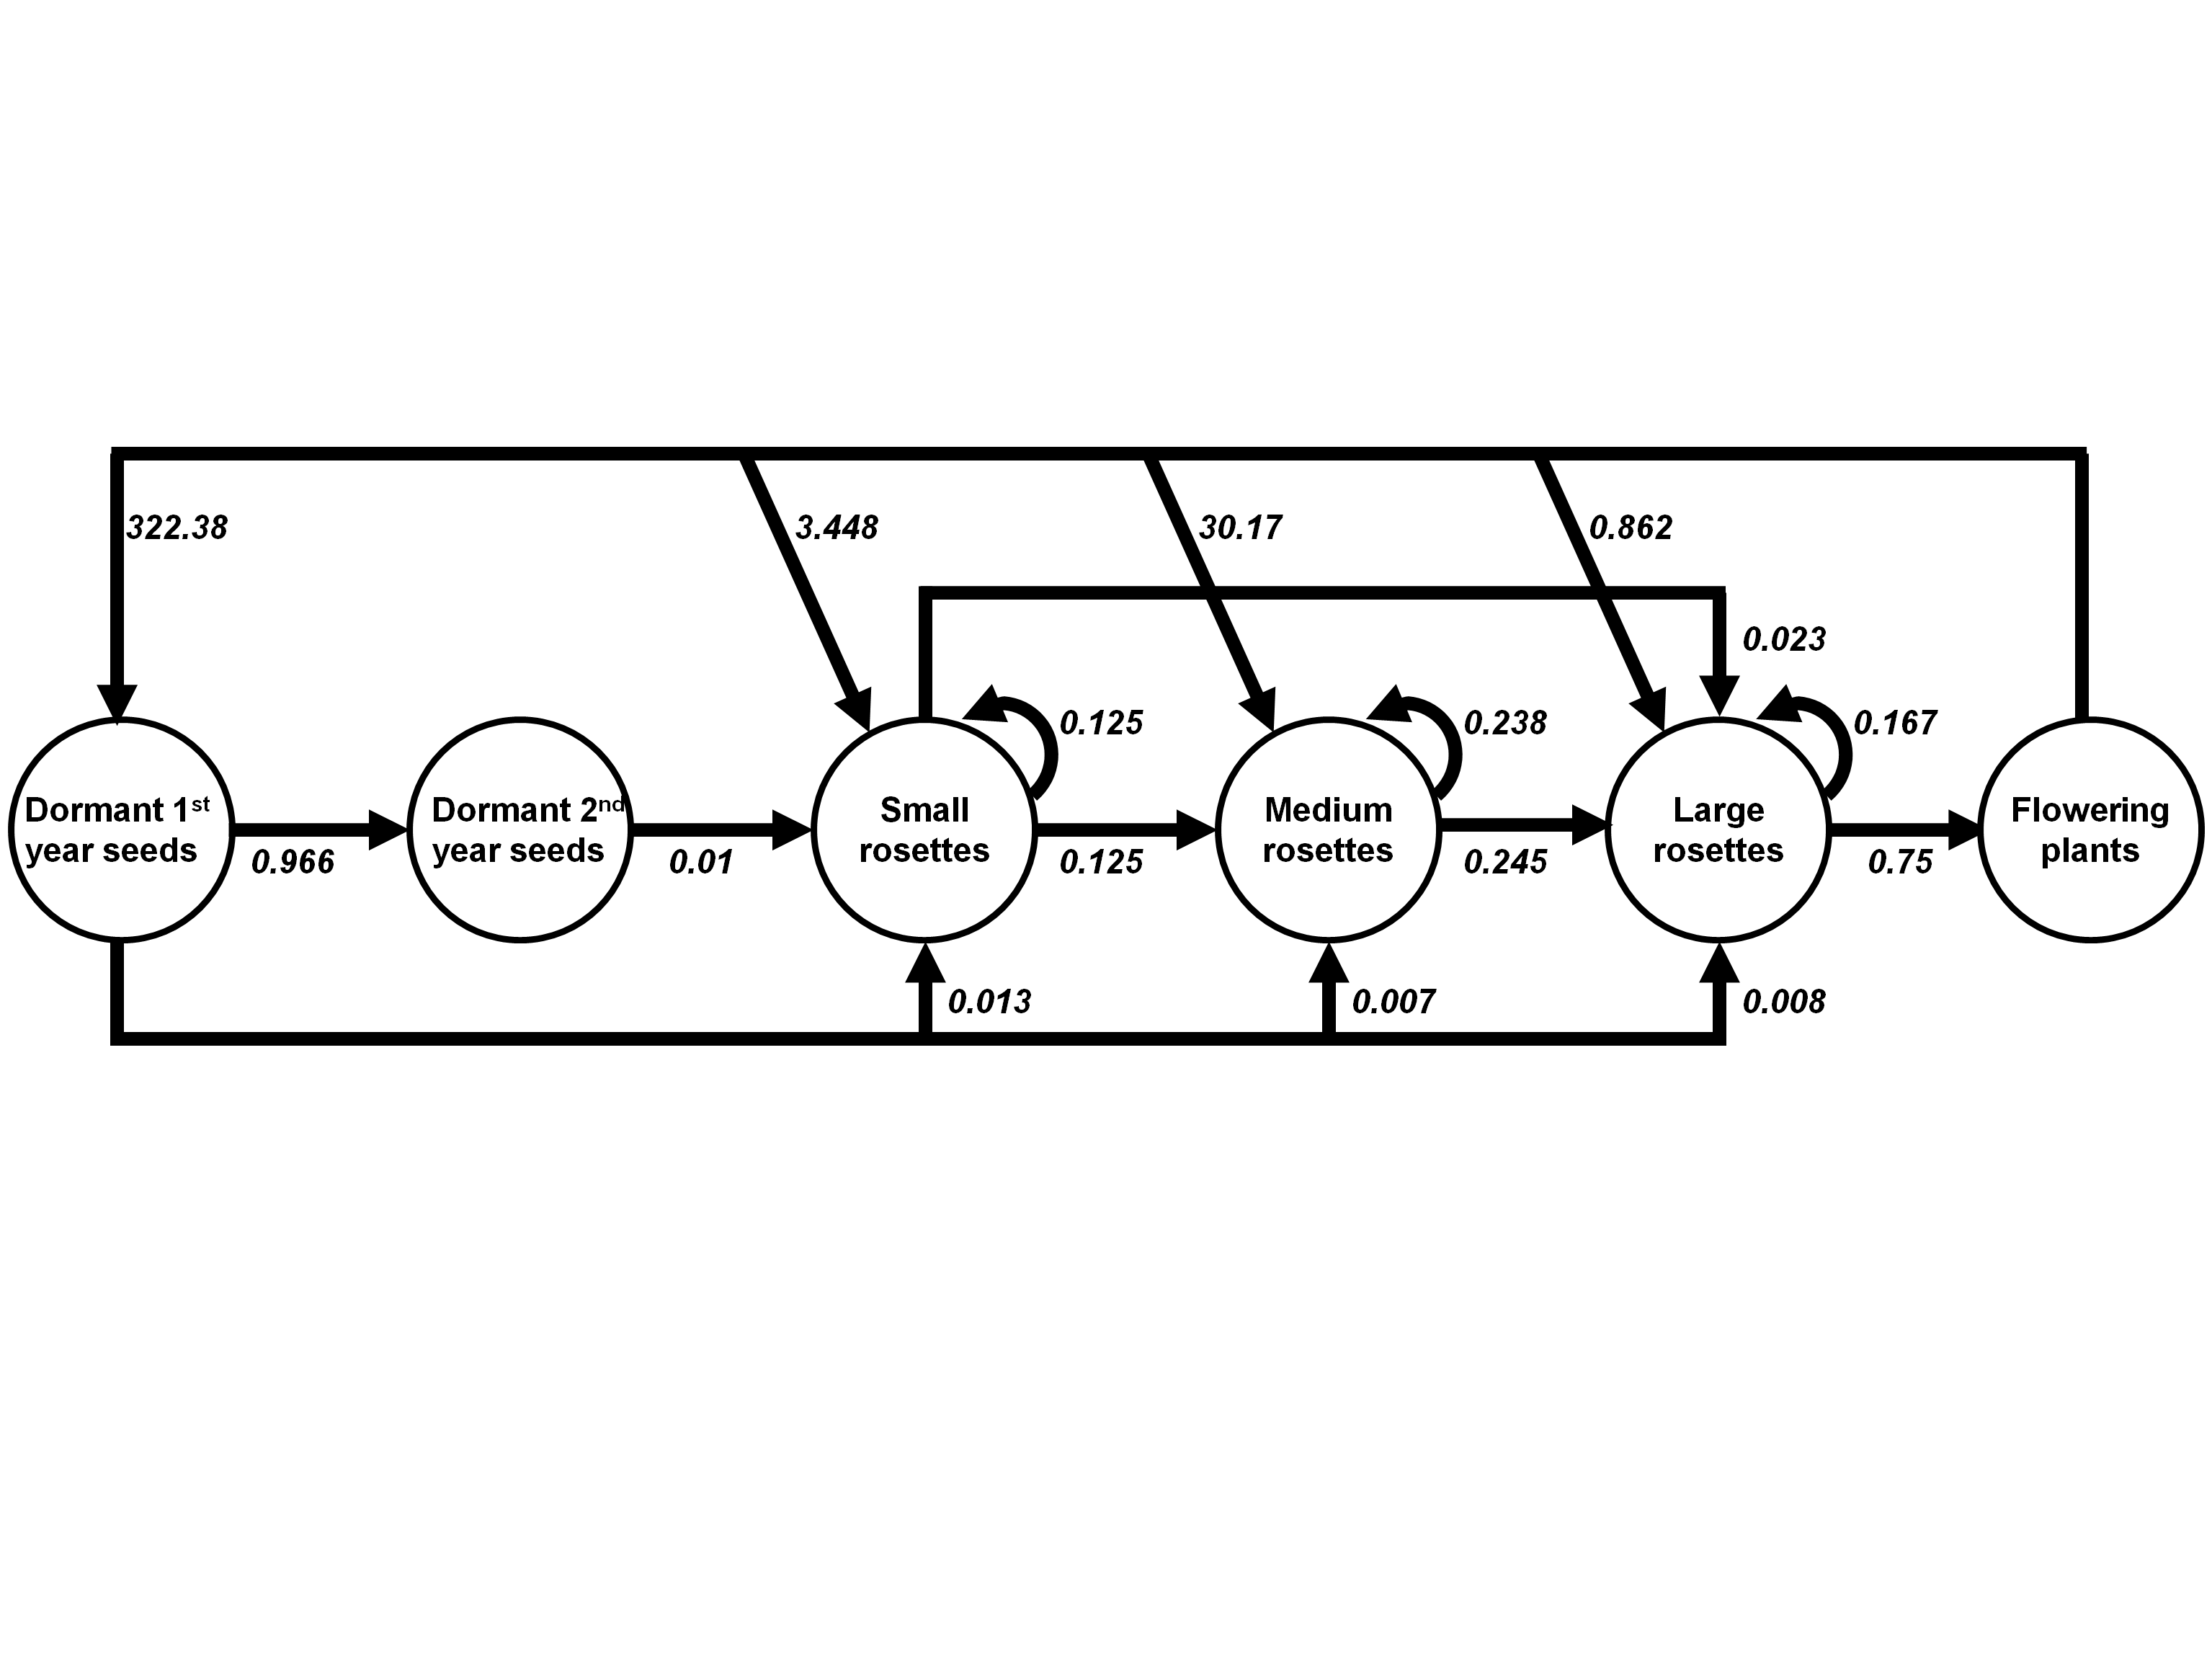 322.38
3.448
30.17
0.862
0.023
0.125
0.238
0.167
Dormant 1st
year seeds
Dormant 2nd
year seeds
Small
rosettes
Medium
rosettes
Large
rosettes
Flowering
plants
0.966
0.01
0.125
0.245
0.75
0.013
0.007
0.008